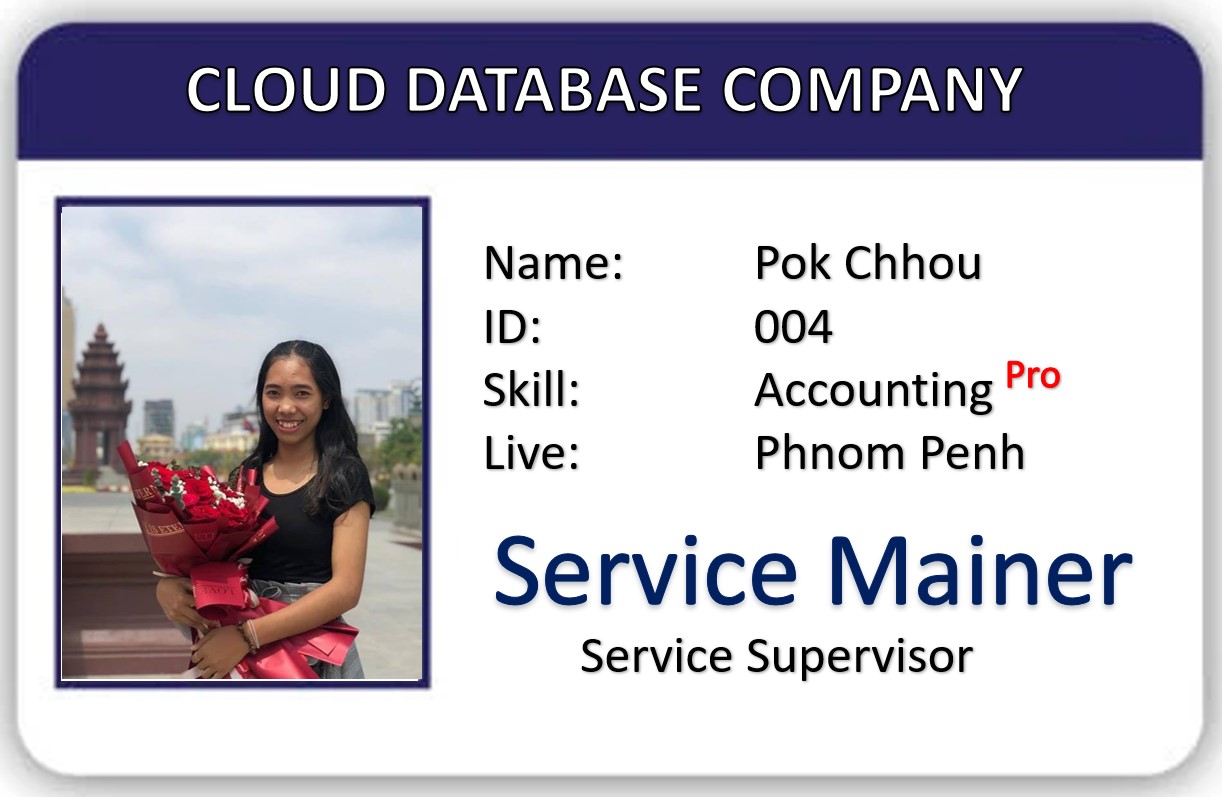 CLOUD DATABASE COMPANY
Name: Pok Chhou
ID: 004
Skill: Accounting Pro
Live: Phnom Penh
Service Mainer
Service Supervisor